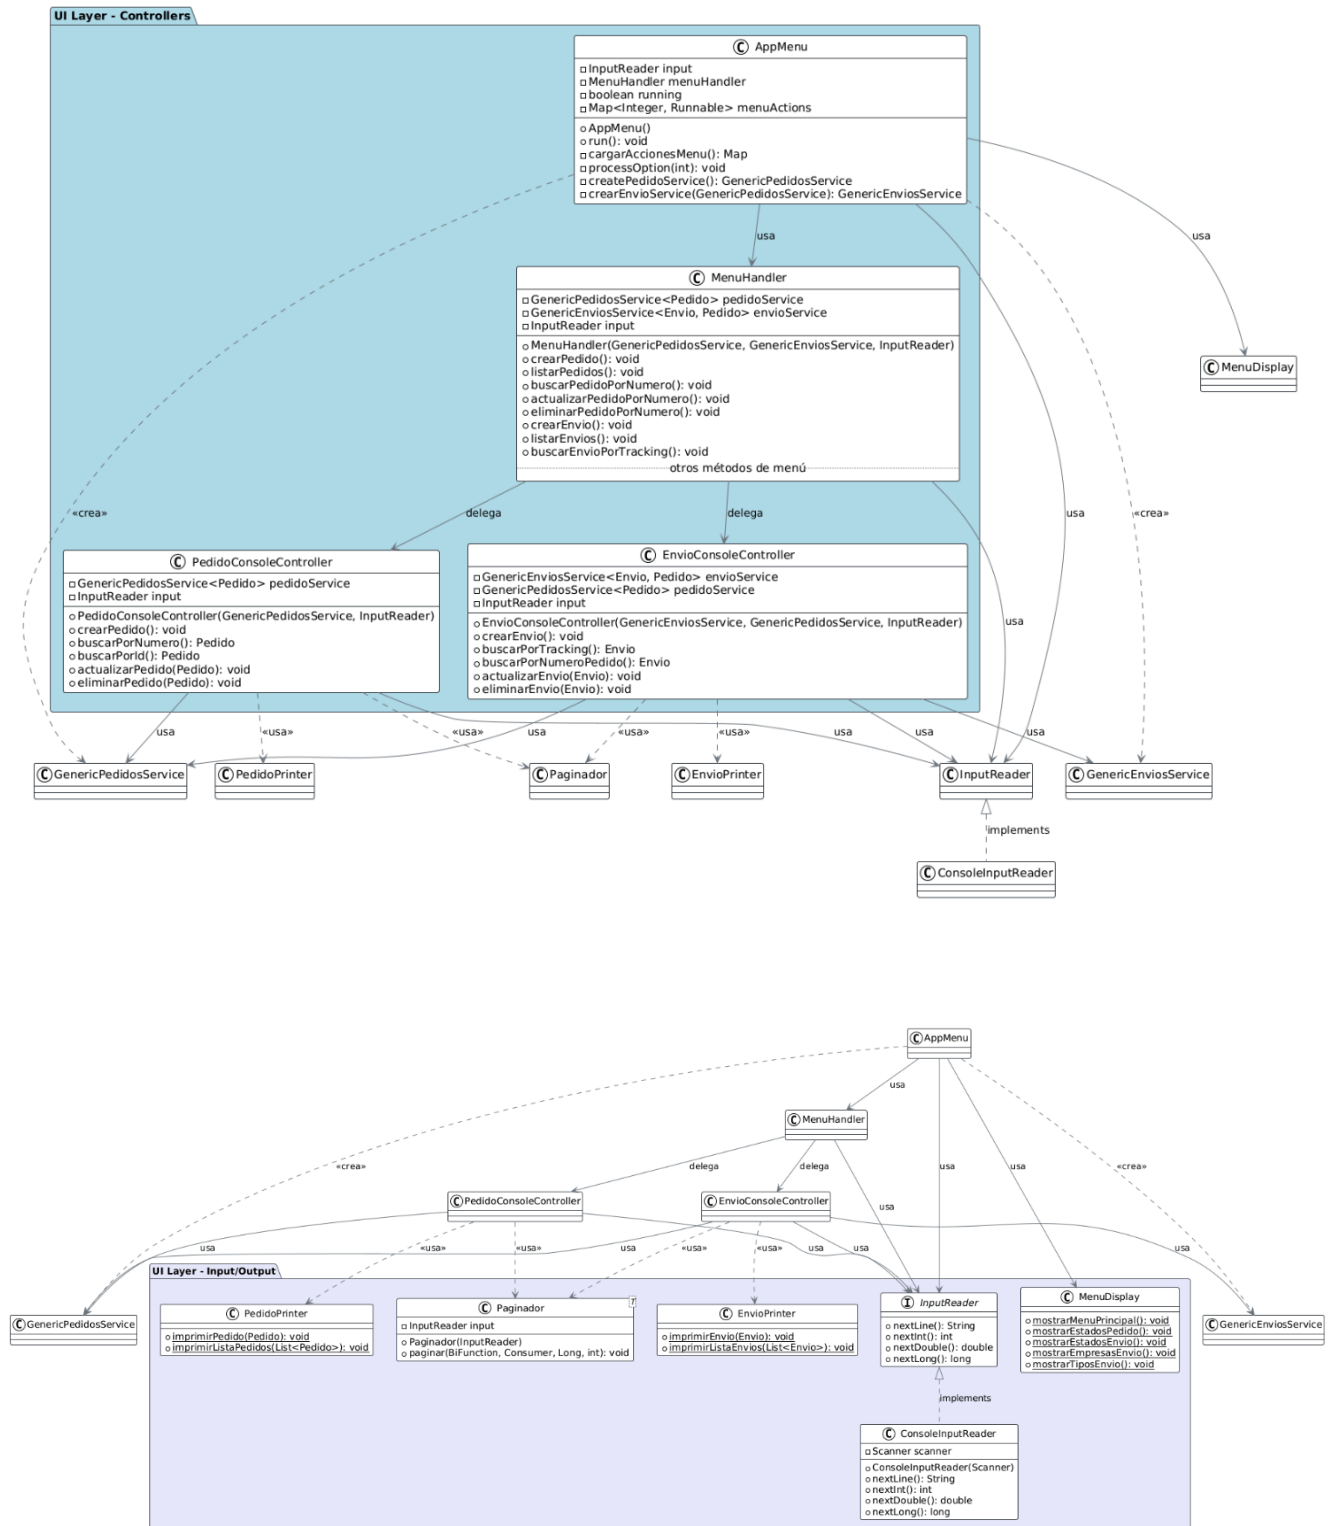 UI Layer - Controllers
C AppMenu
InputReader input
MenuHandler menuHandler
boolean running
Map<Integer, Runnable> menuActions
AppMenu()
run(): void
cargarAccionesMenu(): Map
processOption(int): void
createPedidoService(): GenericPedidosService
crearEnvioService(GenericPedidosService): GenericEnviosService
usa
usa
C MenuHandler
GenericPedidosService<Pedido> pedidoService
GenericEnviosService<Envio, Pedido> envioService
InputReader input
MenuHandler(GenericPedidosService, GenericEnviosService, InputReader)
crearPedido(): void
listarPedidos(): void
buscarPedidoPorNumero(): void
actualizarPedidoPorNumero(): void
eliminarPedidoPorNumero(): void
crearEnvio(): void
listarEnvios(): void
buscarEnvioPorTracking(): void
otros métodos de menú
C MenuDisplay
«crea»
delega
delega
usa
«crea»
C PedidoConsoleController
GenericPedidosService<Pedido> pedidoService
InputReader input
PedidoConsoleController(GenericPedidosService, InputReader)
crearPedido(): void
buscarPorNumero(): Pedido
buscarPorId(): Pedido
actualizarPedido(Pedido): void
eliminarPedido(Pedido): void
C EnvioConsoleController
GenericEnviosService<Envio, Pedido> envioService
GenericPedidosService<Pedido> pedidoService
InputReader input
EnvioConsoleController(GenericEnviosService, GenericPedidosService, InputReader)
crearEnvio(): void
buscarPorTracking(): Envio
buscarPorNumeroPedido(): Envio
actualizarEnvio(Envio): void
eliminarEnvio(Envio): void
usa
usa
«usa»
«usa»
usa
«usa»
«usa»
usa
usa
usa
C GenericPedidosService
C PedidoPrinter
C Paginador
C EnvioPrinter
C InputReader
C GenericEnviosService
implements
C ConsoleInputReader
C AppMenu
usa
C MenuHandler
«crea»
delega
delega
usa
usa
«crea»
C PedidoConsoleController
C EnvioConsoleController
usa
usa
«usa»
«usa»
usa
«usa»
«usa»
usa
usa
usa
UI Layer - Input/Output
C GenericPedidosService
C PedidoPrinter
imprimirPedido(Pedido): void
imprimirListaPedidos(List<Pedido>): void
C Paginador
T
InputReader input
Paginador(InputReader)
paginar(BiFunction, Consumer, Long, int): void
C EnvioPrinter
imprimirEnvio(Envio): void
imprimirListaEnvios(List<Envio>): void
I InputReader
nextLine(): String
nextInt(): int
nextDouble(): double
nextLong(): long
C MenuDisplay
mostrarMenuPrincipal(): void
mostrarEstadosPedido(): void
mostrarEstadosEnvio(): void
mostrarEmpresasEnvio(): void
mostrarTiposEnvio(): void
C GenericEnviosService
implements
C ConsoleInputReader
Scanner scanner
ConsoleInputReader(Scanner)
nextLine(): String
nextInt(): int
nextDouble(): double
nextLong(): long